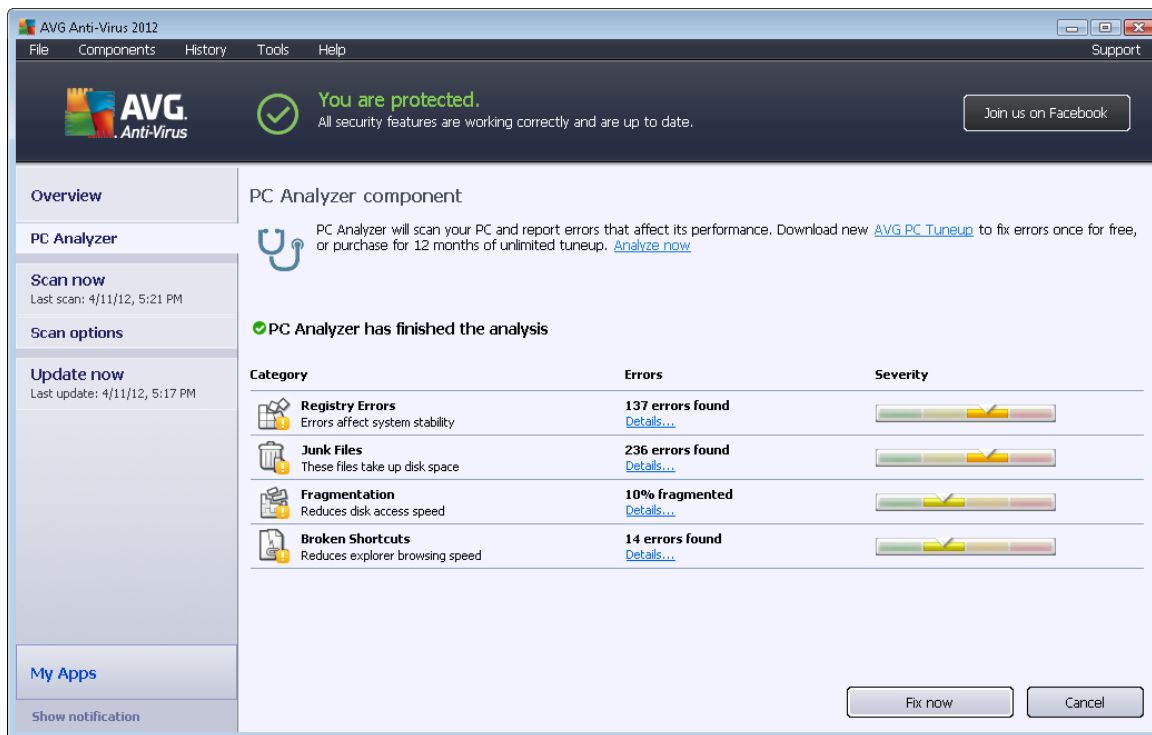 AVG Anti-Virus 2012
File Components History Tools Help Support
AVG.
Anti-Virus
You are protected.
All security features are working correctly and are up to date.
Join us on Facebook
Overview
PC Analyzer
Scan now
Last scan: 4/11/12, 5:21 PM
Scan options
Update now
Last update: 4/11/12, 5:17 PM
My Apps
Show notification
PC Analyzer component
PC Analyzer will scan your PC and report errors that affect its performance. Download new AVG PC Tuneup to fix errors once for free,
or purchase for 12 months of unlimited tuneup. Analyze now
PC Analyzer has finished the analysis
Category Errors Severity
Registry Errors 137 errors found
Errors affect system stability Details...
Junk Files 236 errors found
These files take up disk space Details...
Fragmentation 10% fragmented
Reduces disk access speed Details...
Broken Shortcuts 14 errors found
Reduces explorer browsing speed Details...
Fix now Cancel